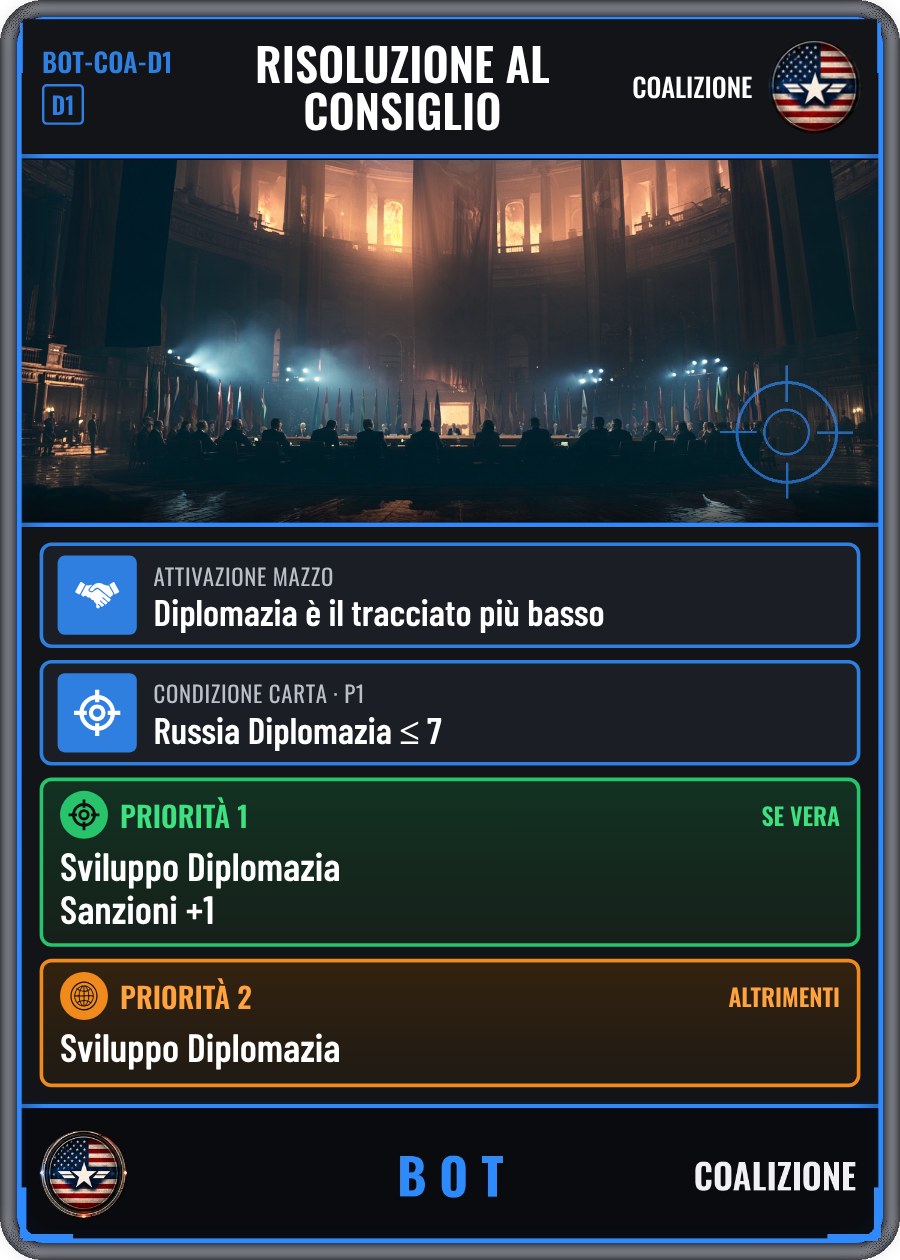 BOT-COA-D1
D1
RISOLUZIONE AL
CONSIGLIO
COALIZIONE
ATTIVAZIONE MAZZO
Diplomazia è il tracciato più basso
CONDIZIONE CARTA · P1
Russia Diplomazia ≤ 7
PRIORITÀ 1
SE VERA
Sviluppo Diplomazia
Sanzioni +1
PRIORITÀ 2
ALTRIMENTI
Sviluppo Diplomazia
BOT
COALIZIONE